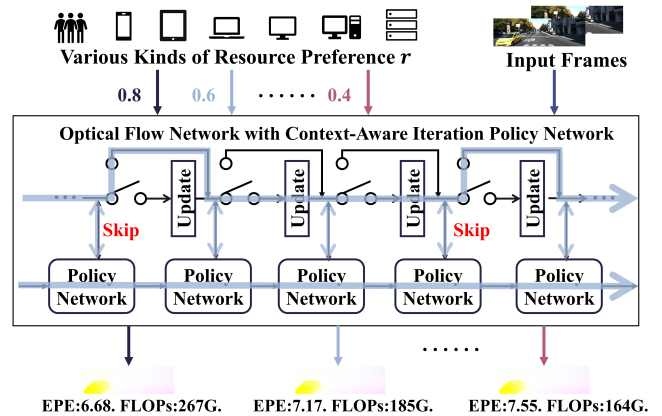 Various Kinds of Resource Preference r
Input Frames
0.8 0.6 ...... 0.4
Optical Flow Network with Context-Aware Iteration Policy Network
... Update Update Update Update ...
Skip Skip
Policy Network Policy Network Policy Network Policy Network Policy Network
......
EPE:6.68. FLOPs:267G. EPE:7.17. FLOPs:185G. EPE:7.55. FLOPs:164G.